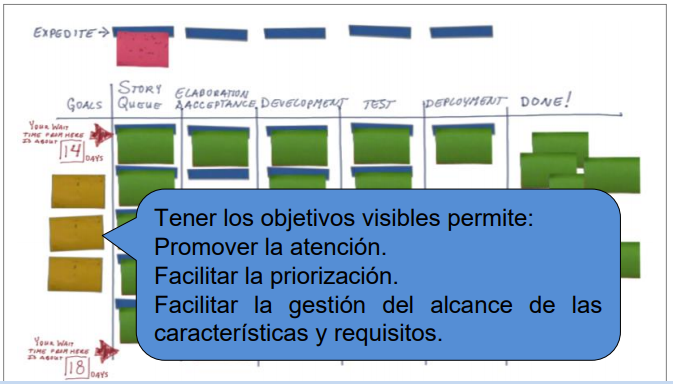 EXPEDITE→
STORY
QUEUE
ELABORATION
& ACCEPTANCE
DEVELOPMENT
TEST
DEPLOYMENT
DONE!
GOALS
YOUR WAIT
TIME FROM HERE
IS ABOUT
14 DAYS
Tener los objetivos visibles permite:
Promover la atención.
Facilitar la priorización.
Facilitar la gestión del alcance de las
características y requisitos.
YOUR WAIT
TIME FROM HERE
IS ABOUT
18 DAYS